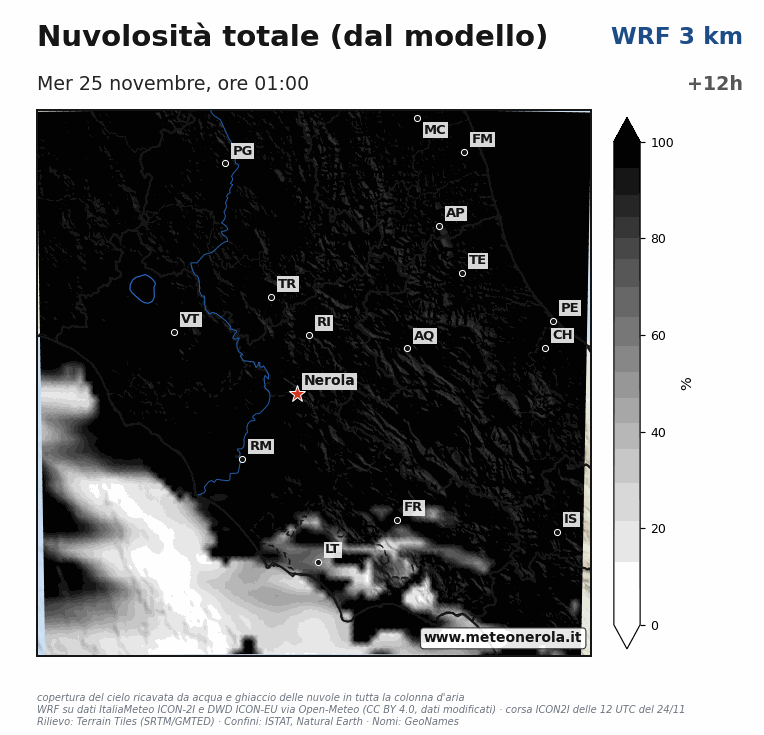 Nuvolosità totale (dal modello)
WRF 3 km
Mer 25 novembre, ore 01:00
+12h
MC
FM
PG
AP
TE
TR
PE
VT
RI
AQ
CH
Nerola
RM
FR
IS
LT
www.meteonerola.it
100
80
60
40
20
0
%
copertura del cielo ricavata da acqua e ghiaccio delle nuvole in tutta la colonna d'aria
WRF su dati ItaliaMeteo ICON-2I e DWD ICON-EU via Open-Meteo (CC BY 4.0, dati modificati) · corsa ICON2I delle 12 UTC del 24/11
Rilievo: Terrain Tiles (SRTM/GMTED) · Confini: ISTAT, Natural Earth · Nomi: GeoNames